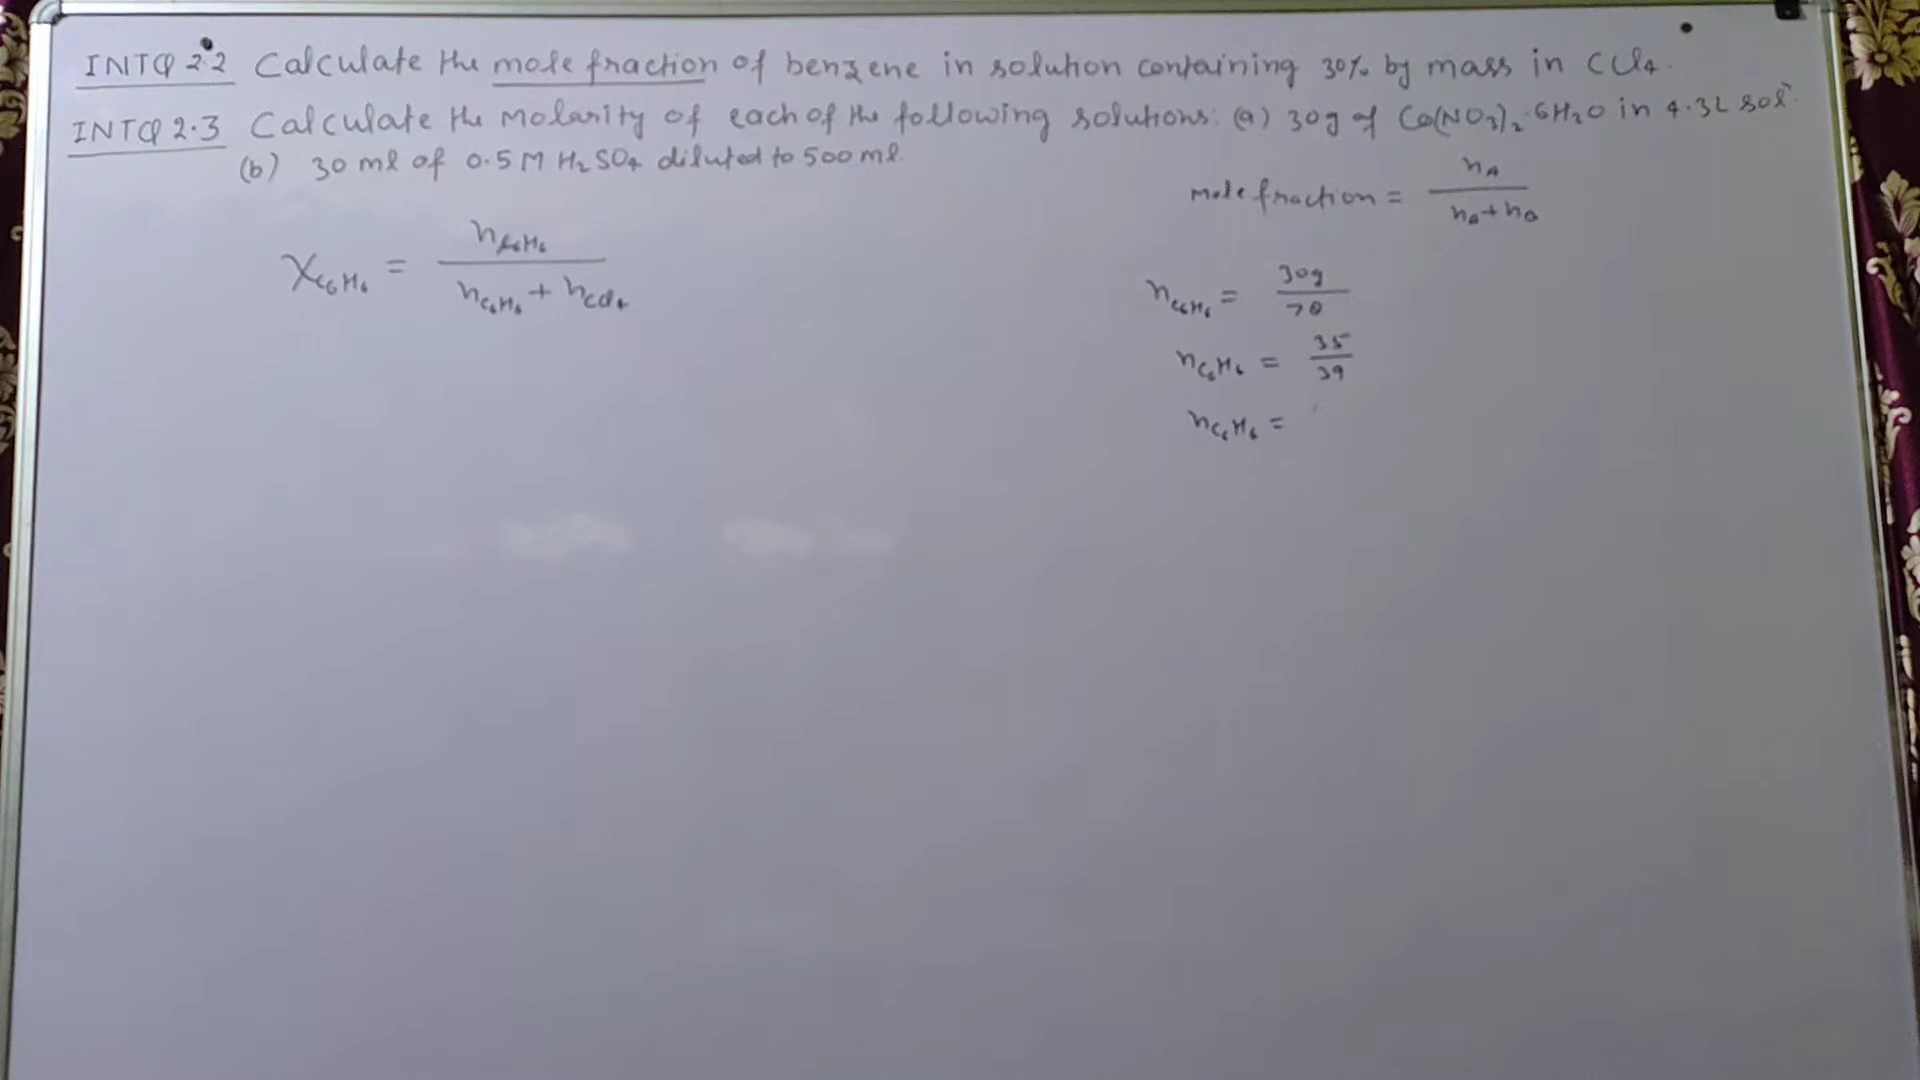 INTQ 2.2 Calculate the mole fraction of benzene in solution containing 30% by mass in CCl₄.
INTQ 2.3 Calculate the Molarity of each of the following solutions: (a) 30g of Co(NO₃)₂·6H₂O in 4.3L solⁿ.
(b) 30 ml of 0.5 M H₂SO₄ diluted to 500 ml.
mole fraction = nA / (nA + nB)
χC₆H₆ = nC₆H₆ / (nC₆H₆ + nCCl₄)
nC₆H₆ = 30g / 78
nC₆H₆ = 35 / 39
nC₆H₆ =